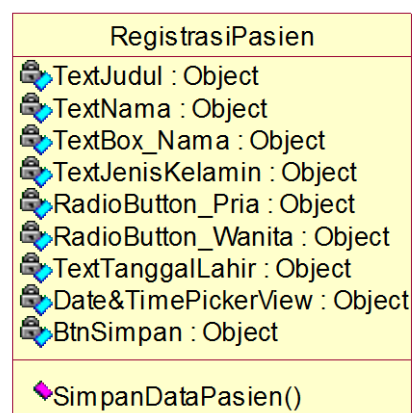 RegistrasiPasien
TextJudul : Object
TextNama : Object
TextBox_Nama : Object
TextJenisKelamin : Object
RadioButton_Pria : Object
RadioButton_Wanita : Object
TextTanggalLahir : Object
Date&TimePickerView : Object
BtnSimpan : Object
SimpanDataPasien()